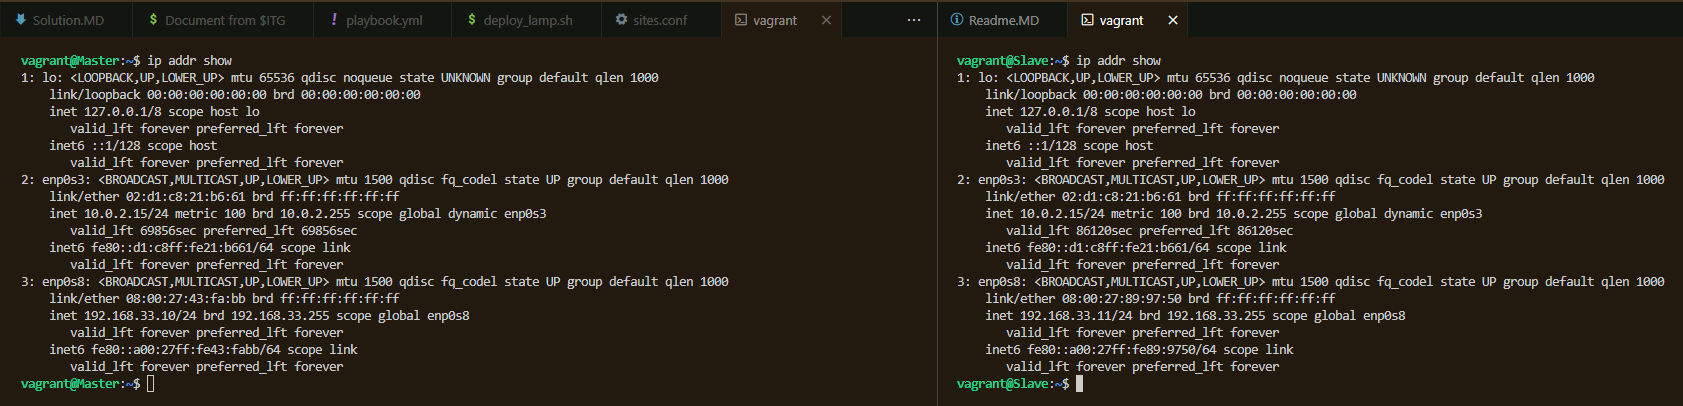 Solution.MD
$ Document from $ITG
! playbook.yml
$ deploy_lamp.sh
sites.conf
vagrant
vagrant@Master:~$ ip addr show
1: lo: <LOOPBACK,UP,LOWER_UP> mtu 65536 qdisc noqueue state UNKNOWN group default qlen 1000
link/loopback 00:00:00:00:00:00 brd 00:00:00:00:00:00
inet 127.0.0.1/8 scope host lo
valid_lft forever preferred_lft forever
inet6 ::1/128 scope host
valid_lft forever preferred_lft forever
2: enp0s3: <BROADCAST,MULTICAST,UP,LOWER_UP> mtu 1500 qdisc fq_codel state UP group default qlen 1000
link/ether 02:d1:c8:21:b6:61 brd ff:ff:ff:ff:ff:ff
inet 10.0.2.15/24 metric 100 brd 10.0.2.255 scope global dynamic enp0s3
valid_lft 69856sec preferred_lft 69856sec
inet6 fe80::d1:c8ff:fe21:b661/64 scope link
valid_lft forever preferred_lft forever
3: enp0s8: <BROADCAST,MULTICAST,UP,LOWER_UP> mtu 1500 qdisc fq_codel state UP group default qlen 1000
link/ether 08:00:27:43:fa:bb brd ff:ff:ff:ff:ff:ff
inet 192.168.33.10/24 brd 192.168.33.255 scope global enp0s8
valid_lft forever preferred_lft forever
inet6 fe80::a00:27ff:fe43:fabb/64 scope link
valid_lft forever preferred_lft forever
vagrant@Master:~$
Readme.MD
vagrant
vagrant@Slave:~$ ip addr show
1: lo: <LOOPBACK,UP,LOWER_UP> mtu 65536 qdisc noqueue state UNKNOWN group default qlen 1000
link/loopback 00:00:00:00:00:00 brd 00:00:00:00:00:00
inet 127.0.0.1/8 scope host lo
valid_lft forever preferred_lft forever
inet6 ::1/128 scope host
valid_lft forever preferred_lft forever
2: enp0s3: <BROADCAST,MULTICAST,UP,LOWER_UP> mtu 1500 qdisc fq_codel state UP group default qlen 1000
link/ether 02:d1:c8:21:b6:61 brd ff:ff:ff:ff:ff:ff
inet 10.0.2.15/24 metric 100 brd 10.0.2.255 scope global dynamic enp0s3
valid_lft 86120sec preferred_lft 86120sec
inet6 fe80::d1:c8ff:fe21:b661/64 scope link
valid_lft forever preferred_lft forever
3: enp0s8: <BROADCAST,MULTICAST,UP,LOWER_UP> mtu 1500 qdisc fq_codel state UP group default qlen 1000
link/ether 08:00:27:89:97:50 brd ff:ff:ff:ff:ff:ff
inet 192.168.33.11/24 brd 192.168.33.255 scope global enp0s8
valid_lft forever preferred_lft forever
inet6 fe80::a00:27ff:fe89:9750/64 scope link
valid_lft forever preferred_lft forever
vagrant@Slave:~$